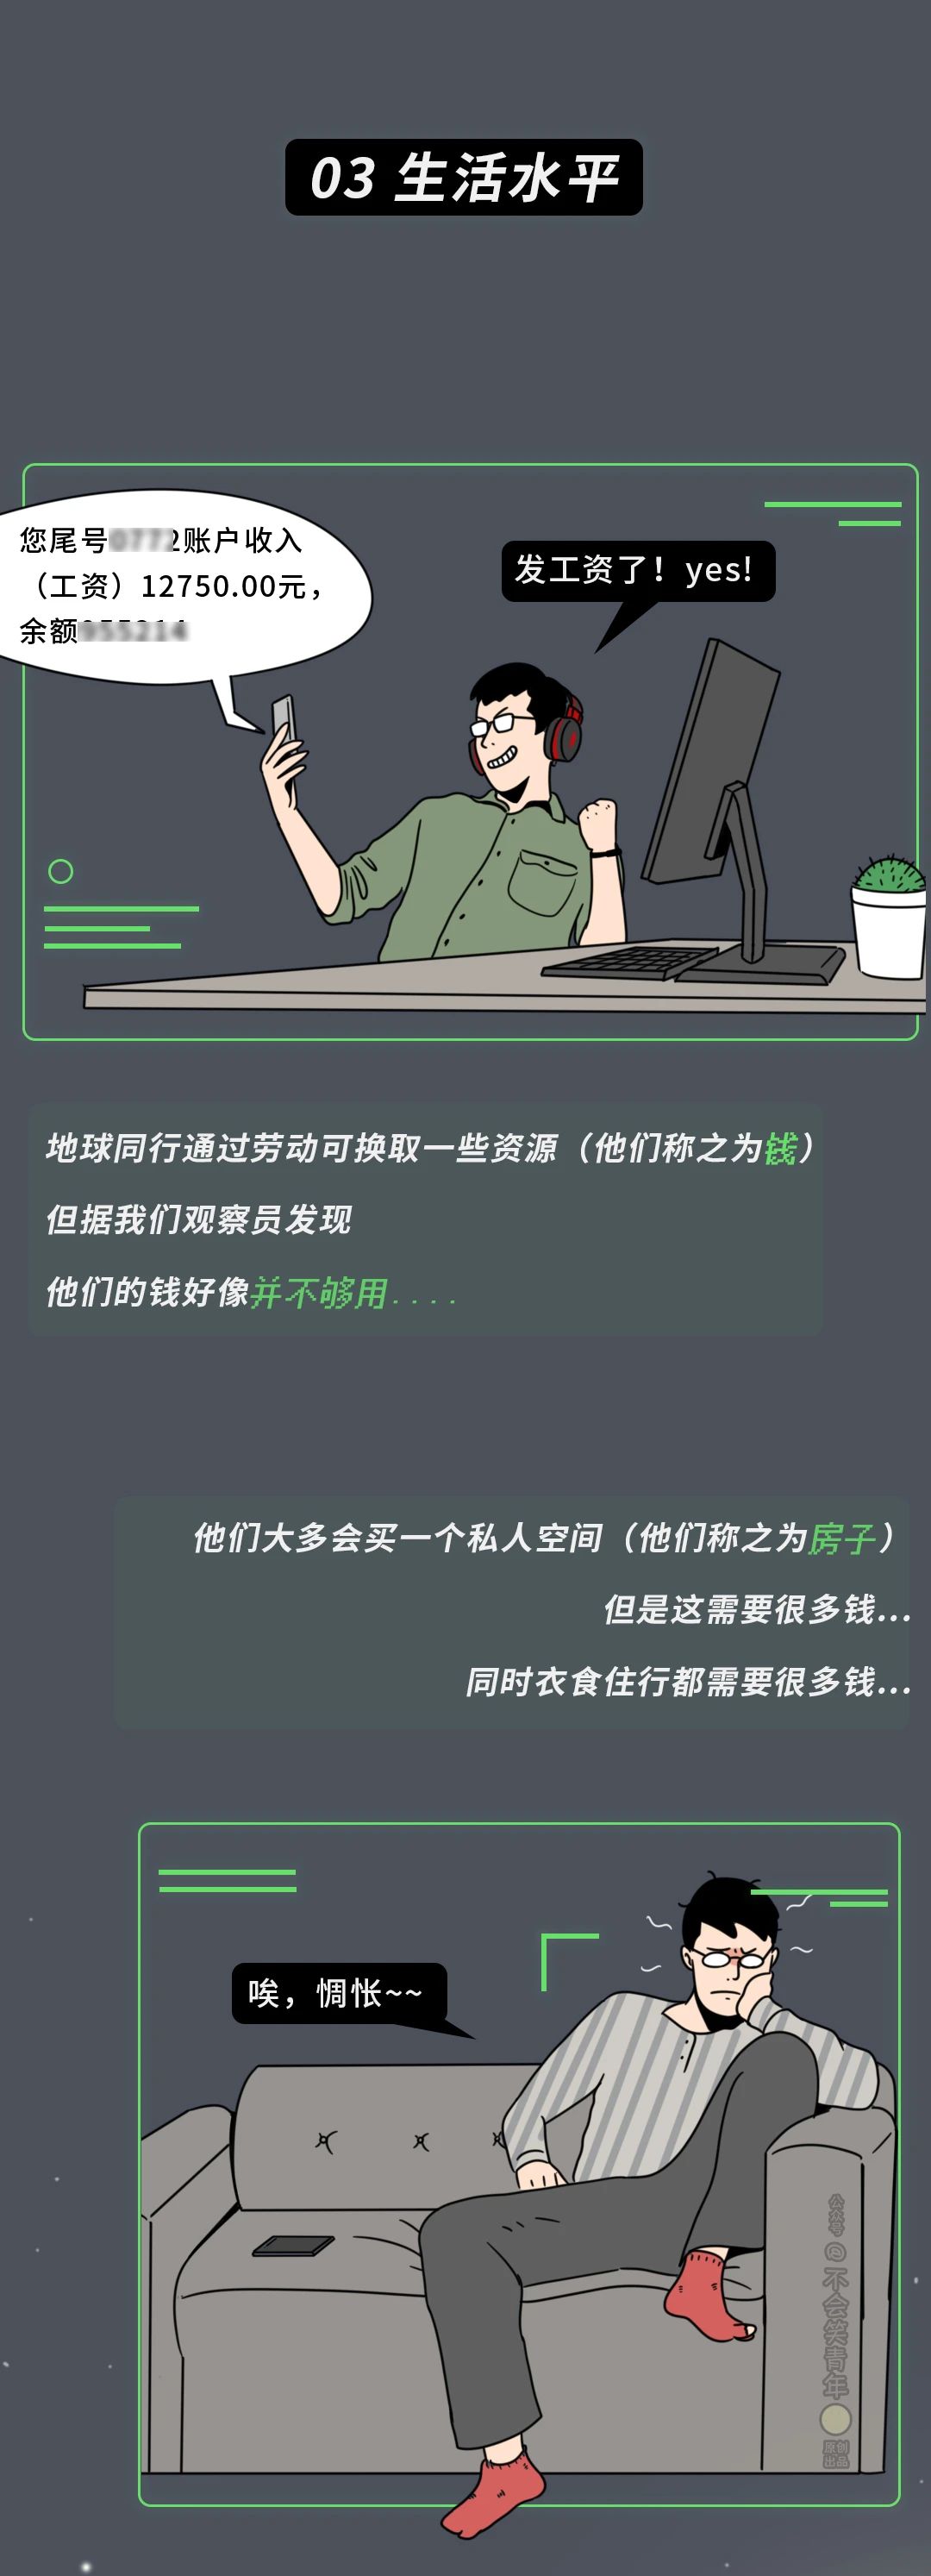 03 生活水平
您尾号 账户收入
（工资）12750.00元，
余额
发工资了！yes!
地球同行通过劳动可换取一些资源（他们称之为钱）
但据我们观察员发现
他们的钱好像并不够用....
他们大多会买一个私人空间（他们称之为房子）
但是这需要很多钱...
同时衣食住行都需要很多钱...
唉，惆怅~~
公众号@不会笑青年
原创
出品